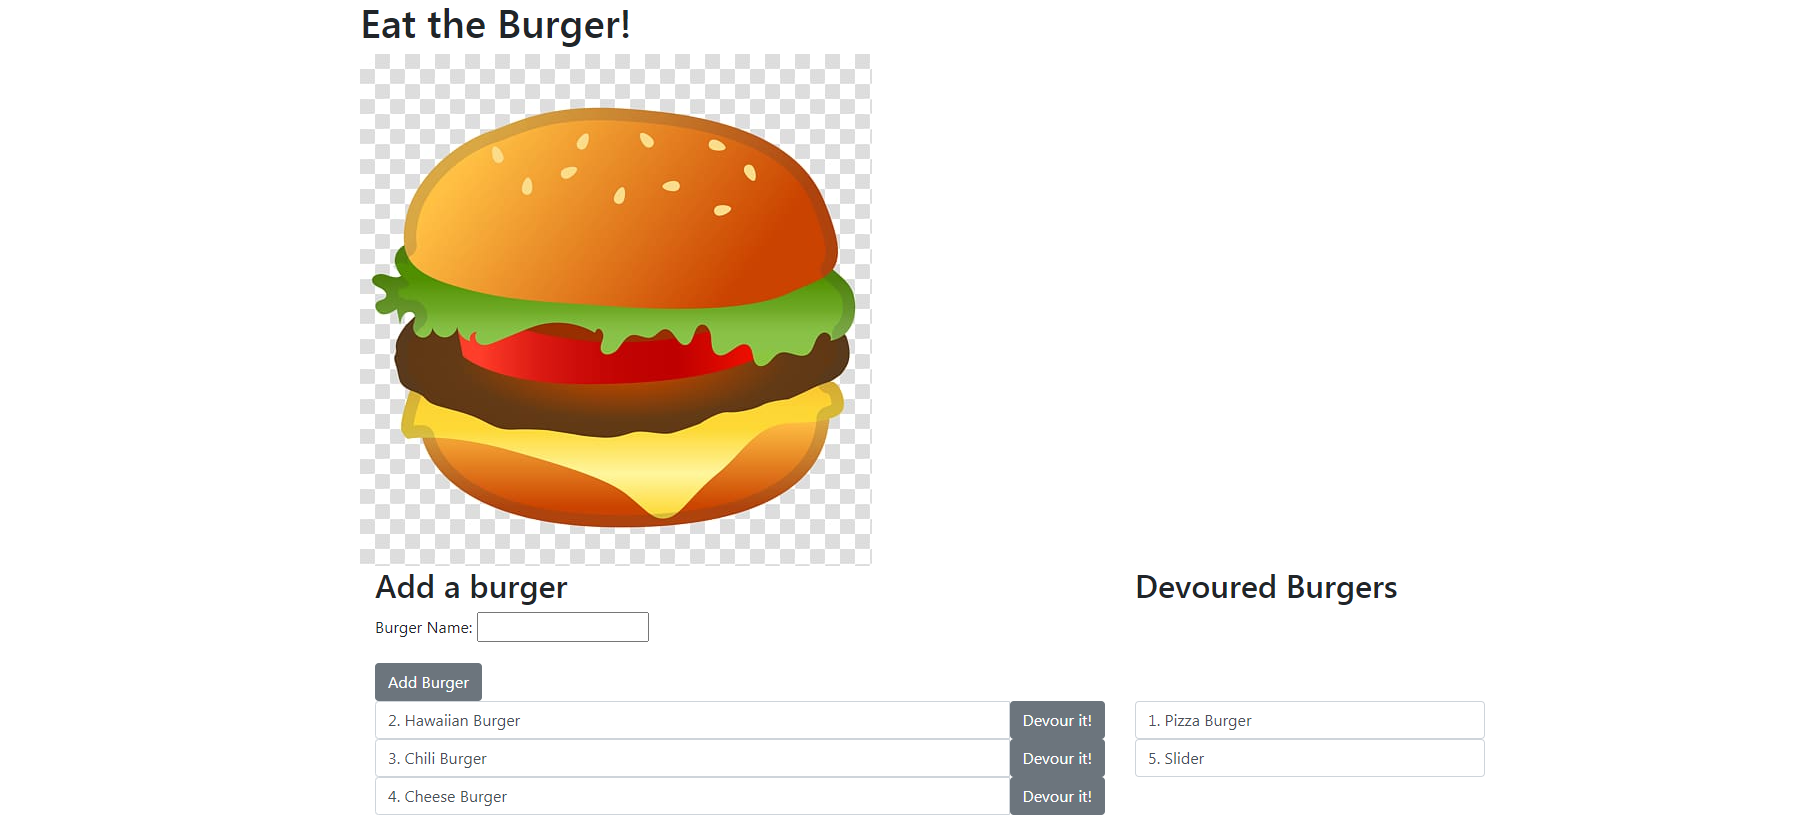 Eat the Burger!
Add a burger
Devoured Burgers
Burger Name:
Add Burger
2. Hawaiian Burger
Devour it!
1. Pizza Burger
3. Chili Burger
Devour it!
5. Slider
4. Cheese Burger
Devour it!